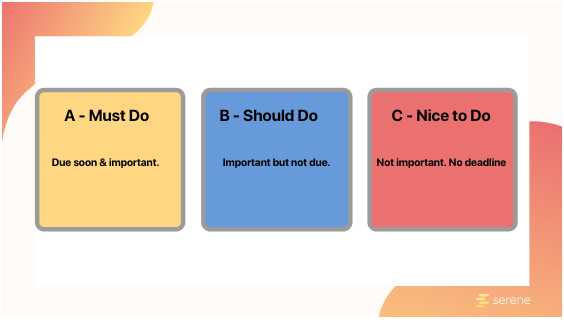 A - Must Do
Due soon & important.
B - Should Do
Important but not due.
C - Nice to Do
Not important. No deadline
serene